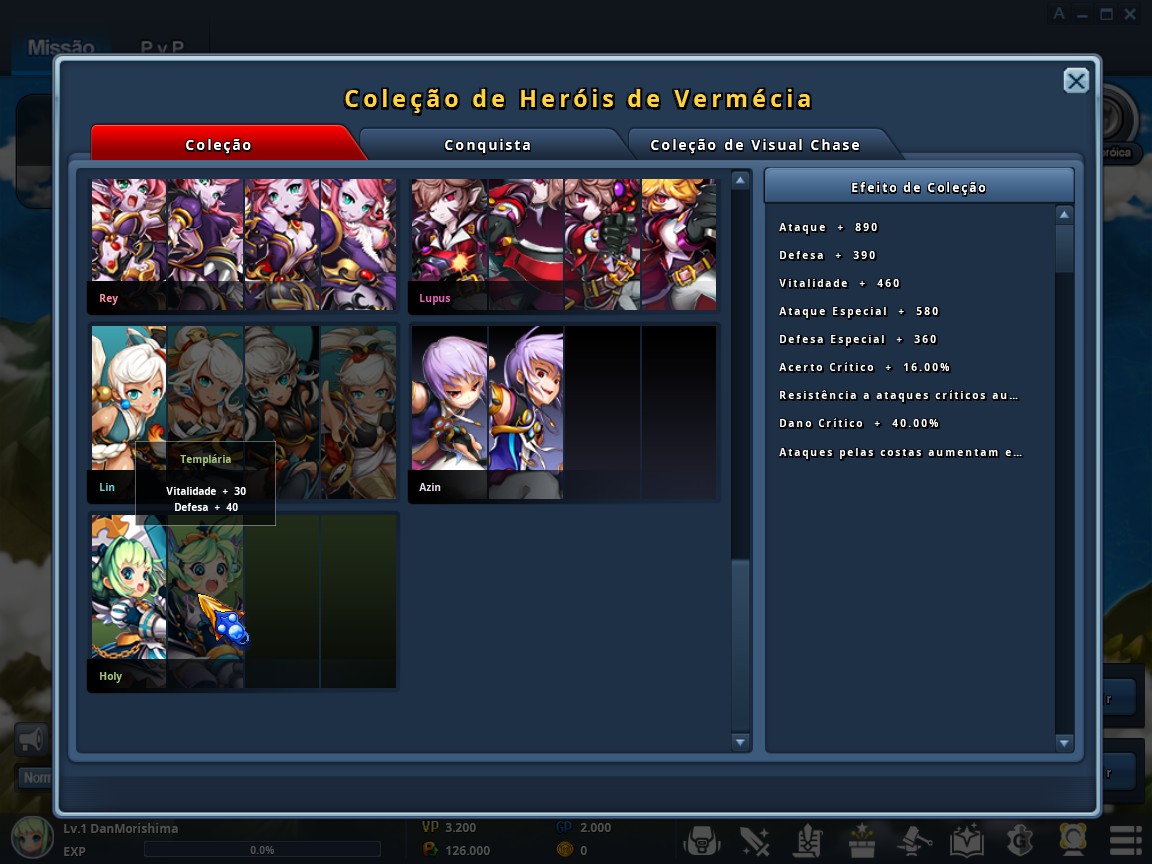 A
Missão
PvP
Coleção de Heróis de Vermécia
Coleção
Conquista
Coleção de Visual Chase
Efeito de Coleção
Ataque + 890
Defesa + 390
Vitalidade + 460
Ataque Especial + 580
Defesa Especial + 360
Acerto Crítico + 16.00%
Resistência a ataques críticos au...
Dano Crítico + 40.00%
Ataques pelas costas aumentam e...
Rey
Lupus
Lin
Azin
Templária
Vitalidade + 30
Defesa + 40
Holy
róica
r
r
Norm
Lv.1 DanMorishima
EXP
0.0%
VP 3.200
GP 2.000
126.000
0